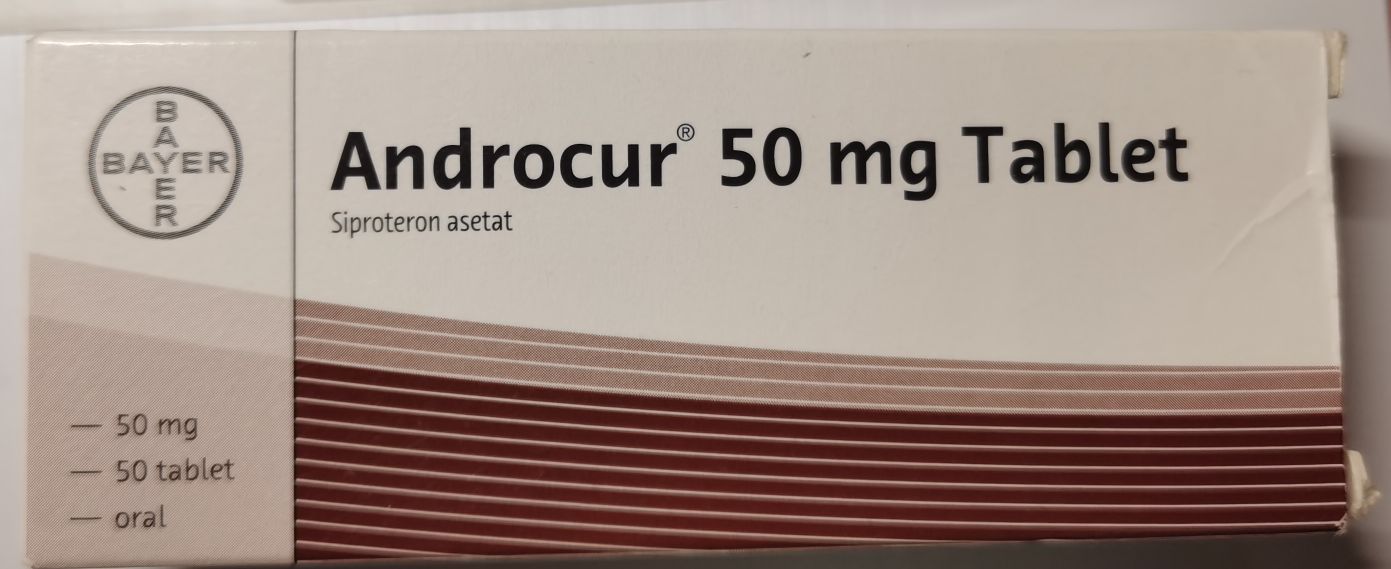 BAYER
BAYER
Androcur® 50 mg Tablet
Siproteron asetat
— 50 mg
— 50 tablet
— oral